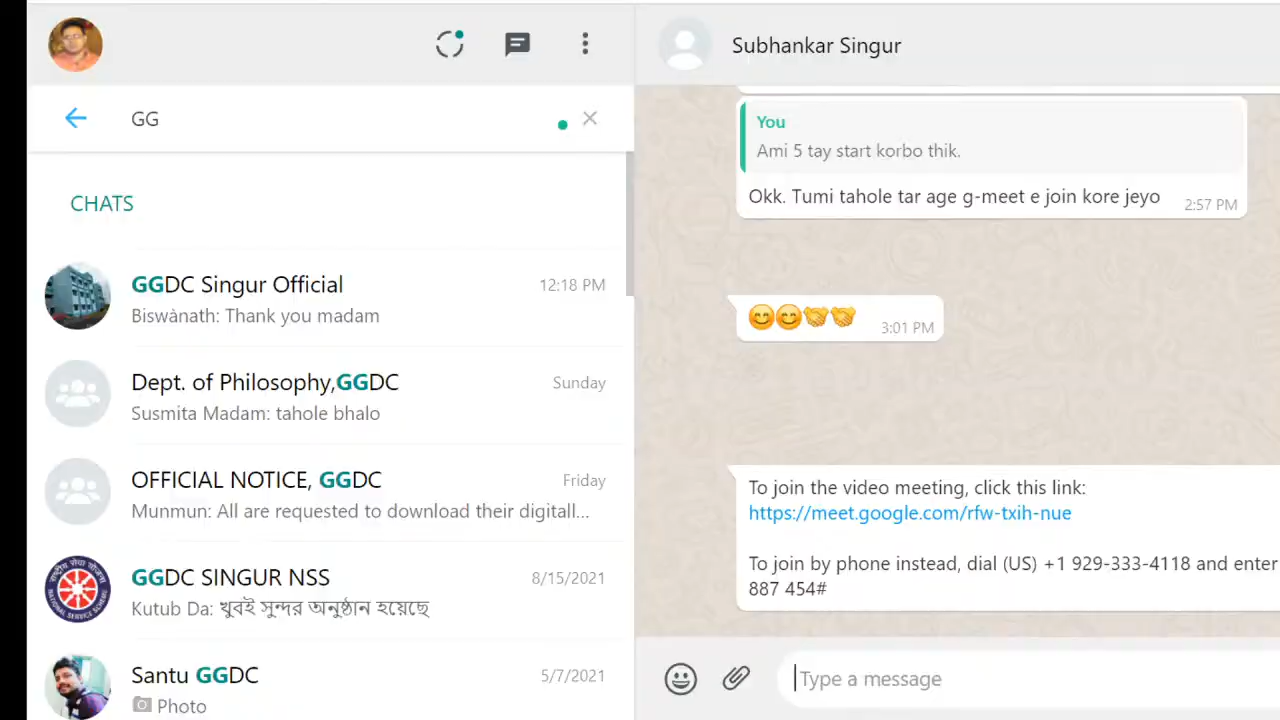 GG
CHATS
GGDC Singur Official
12:18 PM
Biswànath: Thank you madam
Dept. of Philosophy,GGDC
Sunday
Susmita Madam: tahole bhalo
OFFICIAL NOTICE, GGDC
Friday
Munmun: All are requested to download their digitall...
GGDC SINGUR NSS
8/15/2021
Kutub Da: খুবই সুন্দর অনুষ্ঠান হয়েছে
Santu GGDC
5/7/2021
Photo
Subhankar Singur
You
Ami 5 tay start korbo thik.
Okk. Tumi tahole tar age g-meet e join kore jeyo
2:57 PM
😊😊🤝🤝
3:01 PM
To join the video meeting, click this link:
https://meet.google.com/rfw-txih-nue
To join by phone instead, dial (US) +1 929-333-4118 and enter
887 454#
Type a message